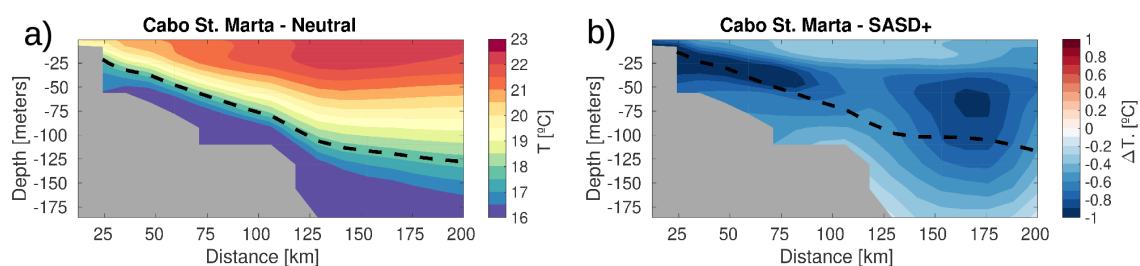 a)
Cabo St. Marta - Neutral
Depth [meters]
-25
-50
-75
-100
-125
-150
-175
25 50 75 100 125 150 175 200
Distance [km]
23
22
21
20
19
18
17
16
T [ºC]
b)
Cabo St. Marta - SASD+
Depth [meters]
-25
-50
-75
-100
-125
-150
-175
25 50 75 100 125 150 175 200
Distance [km]
1
0.8
0.6
0.4
0.2
0
-0.2
-0.4
-0.6
-0.8
-1
ΔT. [ºC]